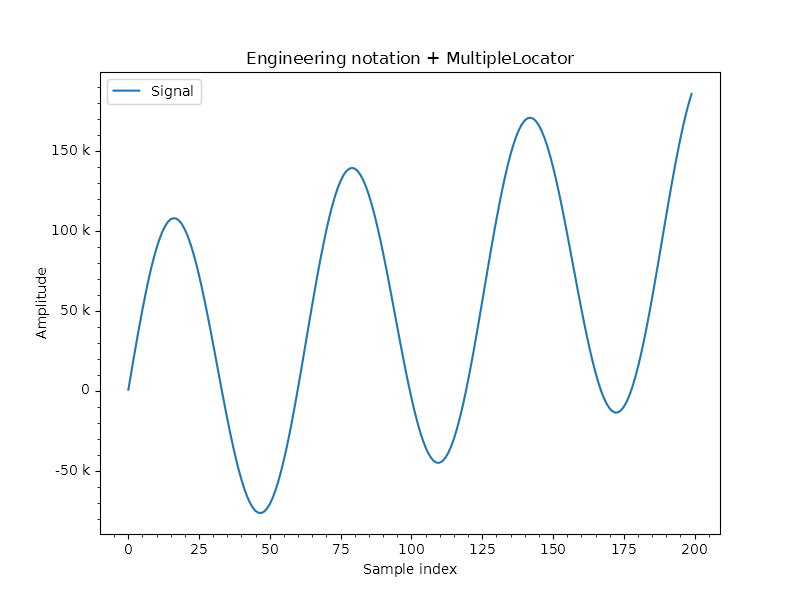 Engineering notation + MultipleLocator
Signal
Amplitude
150 k
100 k
50 k
0
-50 k
0 25 50 75 100 125 150 175 200
Sample index